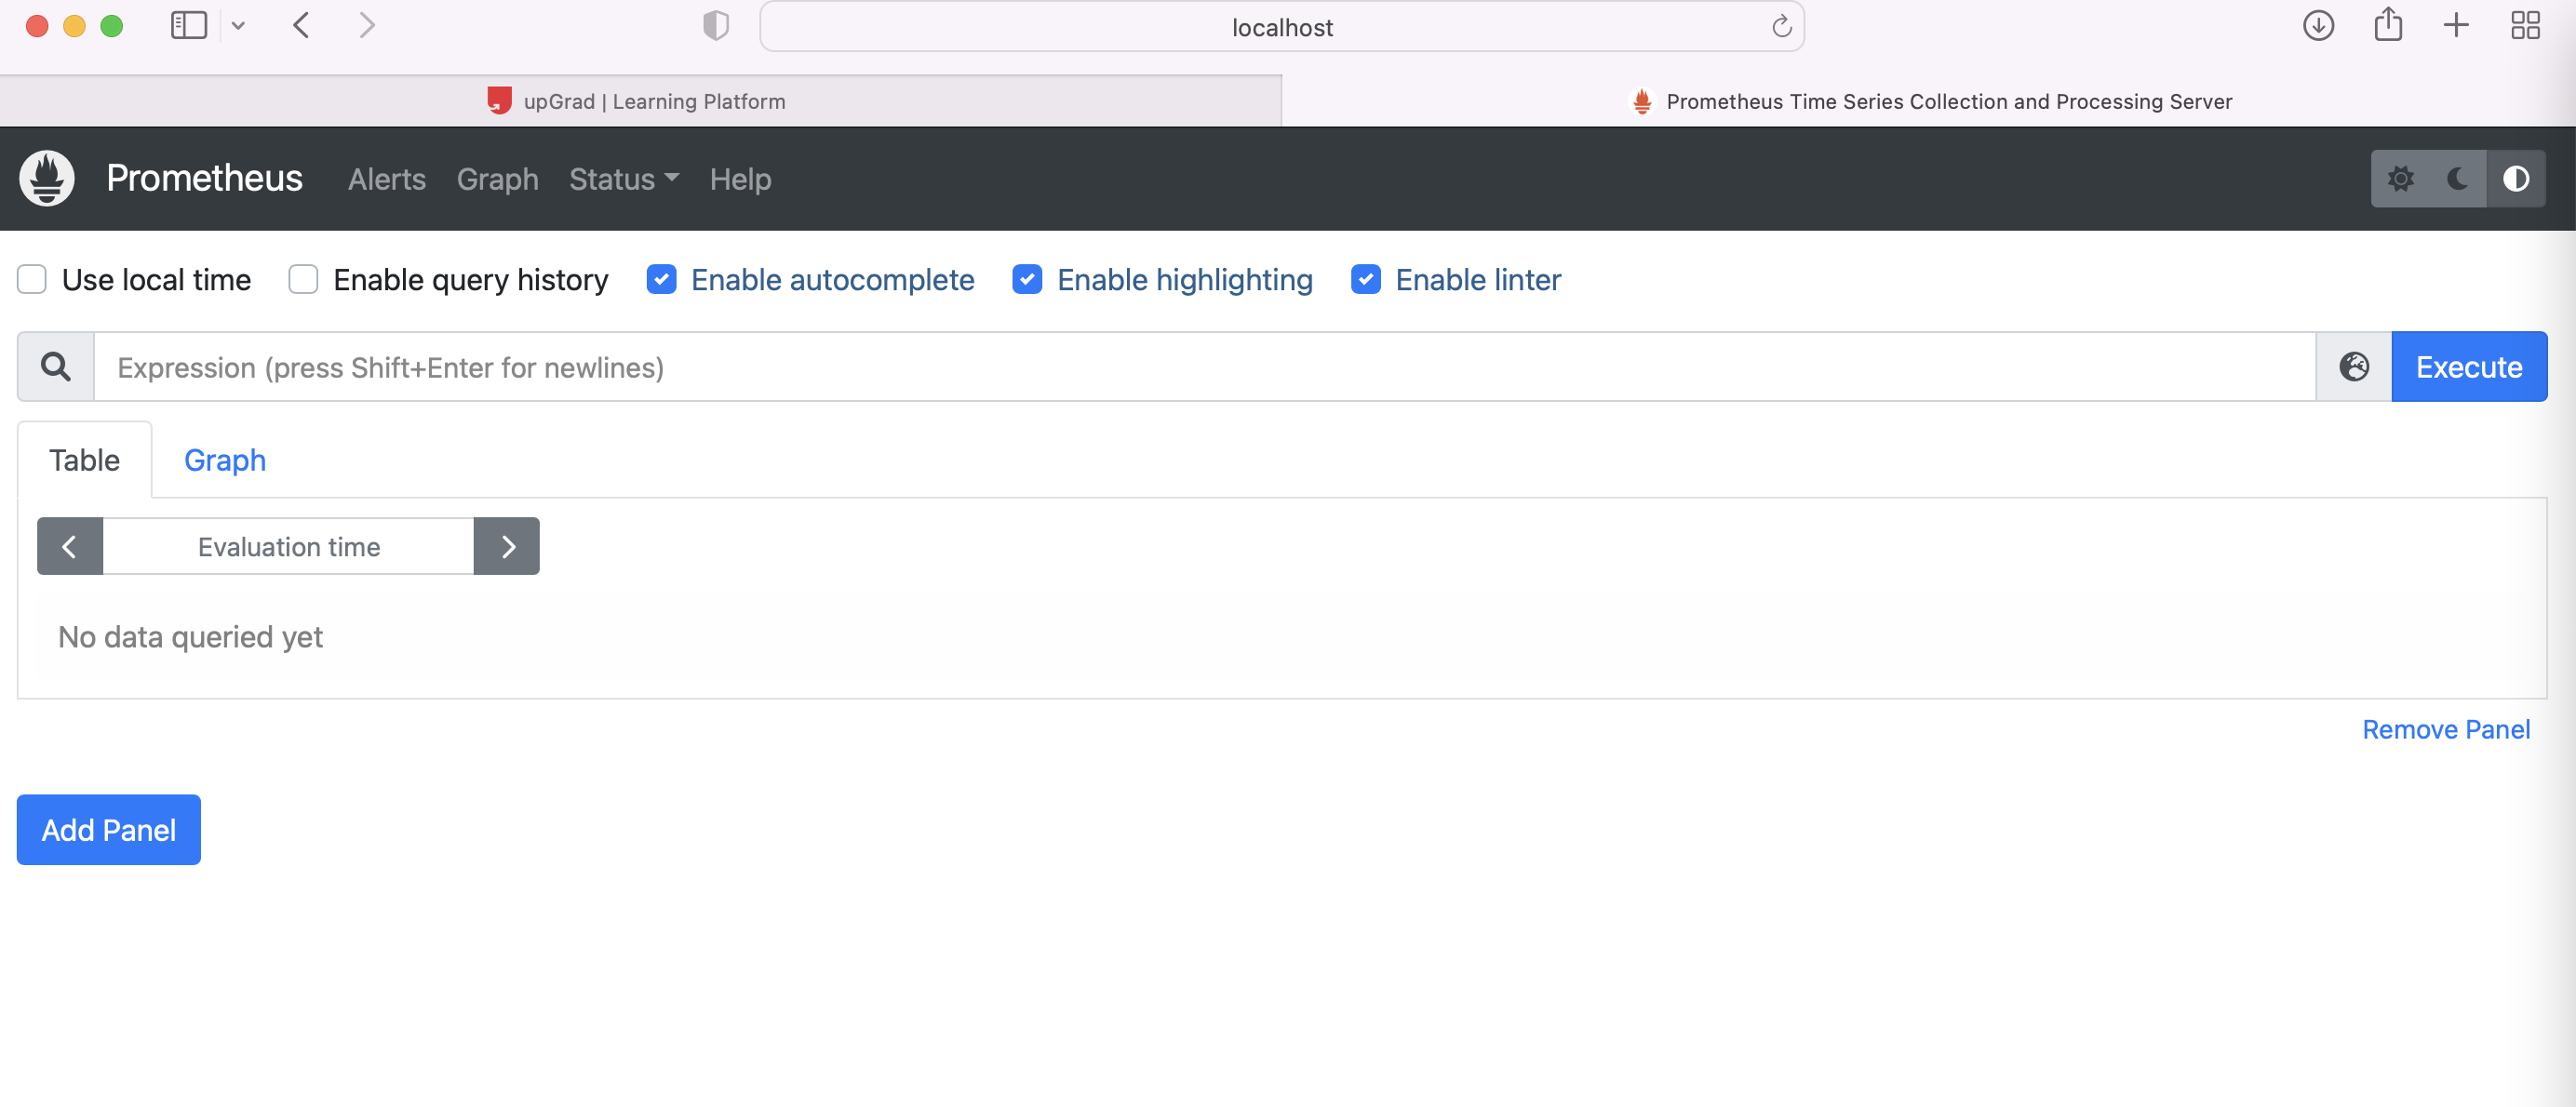 localhost
upGrad | Learning Platform
Prometheus Time Series Collection and Processing Server
Prometheus Alerts Graph Status Help
Use local time Enable query history Enable autocomplete Enable highlighting Enable linter
Expression (press Shift+Enter for newlines) Execute
Table Graph
Evaluation time
No data queried yet
Remove Panel
Add Panel